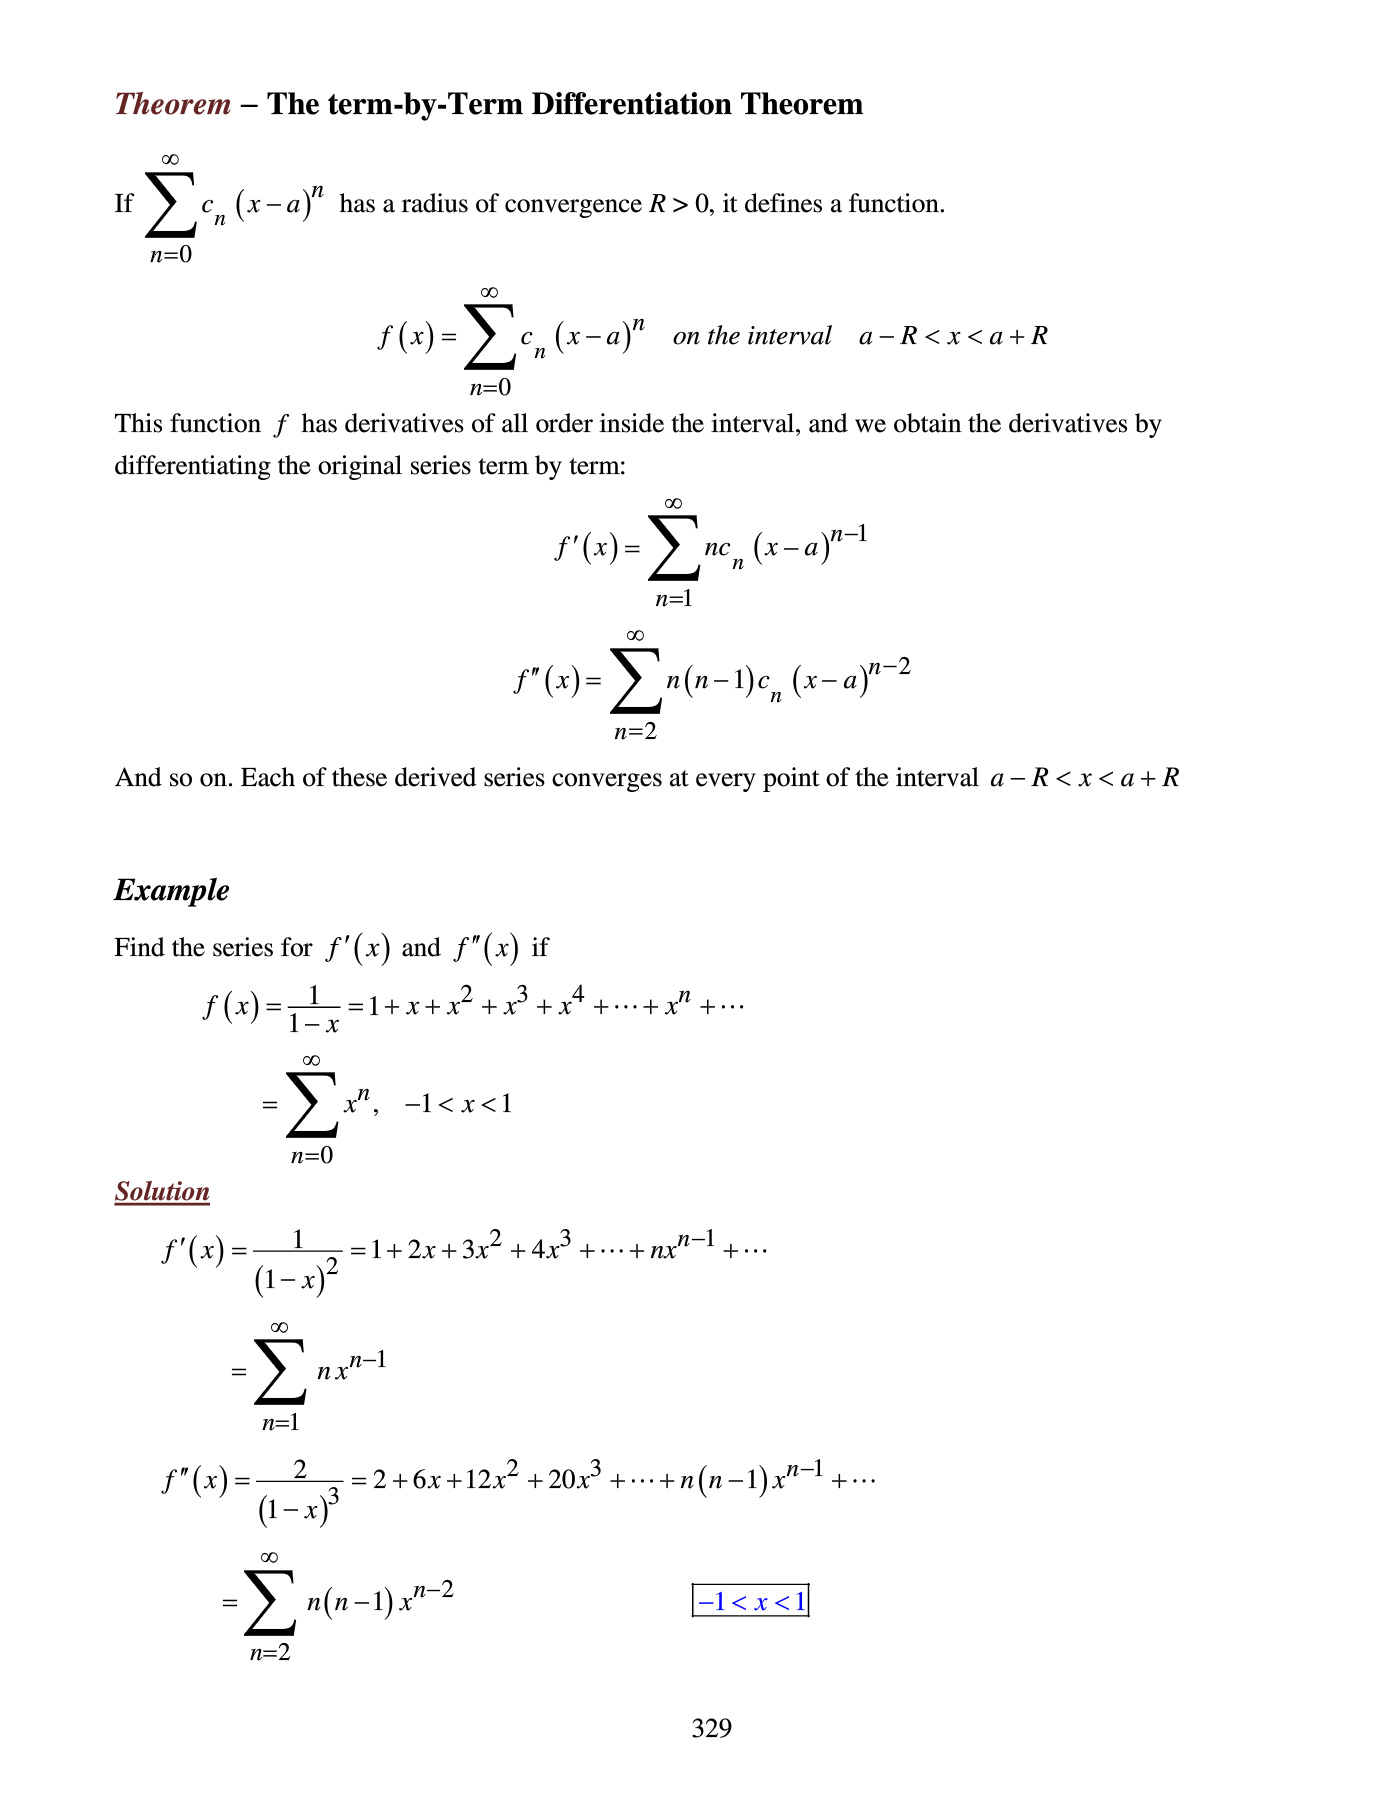 Theorem – The term-by-Term Differentiation Theorem
If \sum_{n=0}^{\infty} c_n (x-a)^n has a radius of convergence R > 0, it defines a function.
f(x) = \sum_{n=0}^{\infty} c_n (x-a)^n on the interval a - R < x < a + R
This function f has derivatives of all order inside the interval, and we obtain the derivatives by
differentiating the original series term by term:
f'(x) = \sum_{n=1}^{\infty} nc_n (x-a)^{n-1}
f''(x) = \sum_{n=2}^{\infty} n(n-1)c_n (x-a)^{n-2}
And so on. Each of these derived series converges at every point of the interval a - R < x < a + R
Example
Find the series for f'(x) and f''(x) if
f(x) = \frac{1}{1-x} = 1 + x + x^2 + x^3 + x^4 + \cdots + x^n + \cdots
= \sum_{n=0}^{\infty} x^n, -1 < x < 1
Solution
f'(x) = \frac{1}{(1-x)^2} = 1 + 2x + 3x^2 + 4x^3 + \cdots + nx^{n-1} + \cdots
= \sum_{n=1}^{\infty} nx^{n-1}
f''(x) = \frac{2}{(1-x)^3} = 2 + 6x + 12x^2 + 20x^3 + \cdots + n(n-1)x^{n-1} + \cdots
= \sum_{n=2}^{\infty} n(n-1)x^{n-2} -1 < x < 1
329